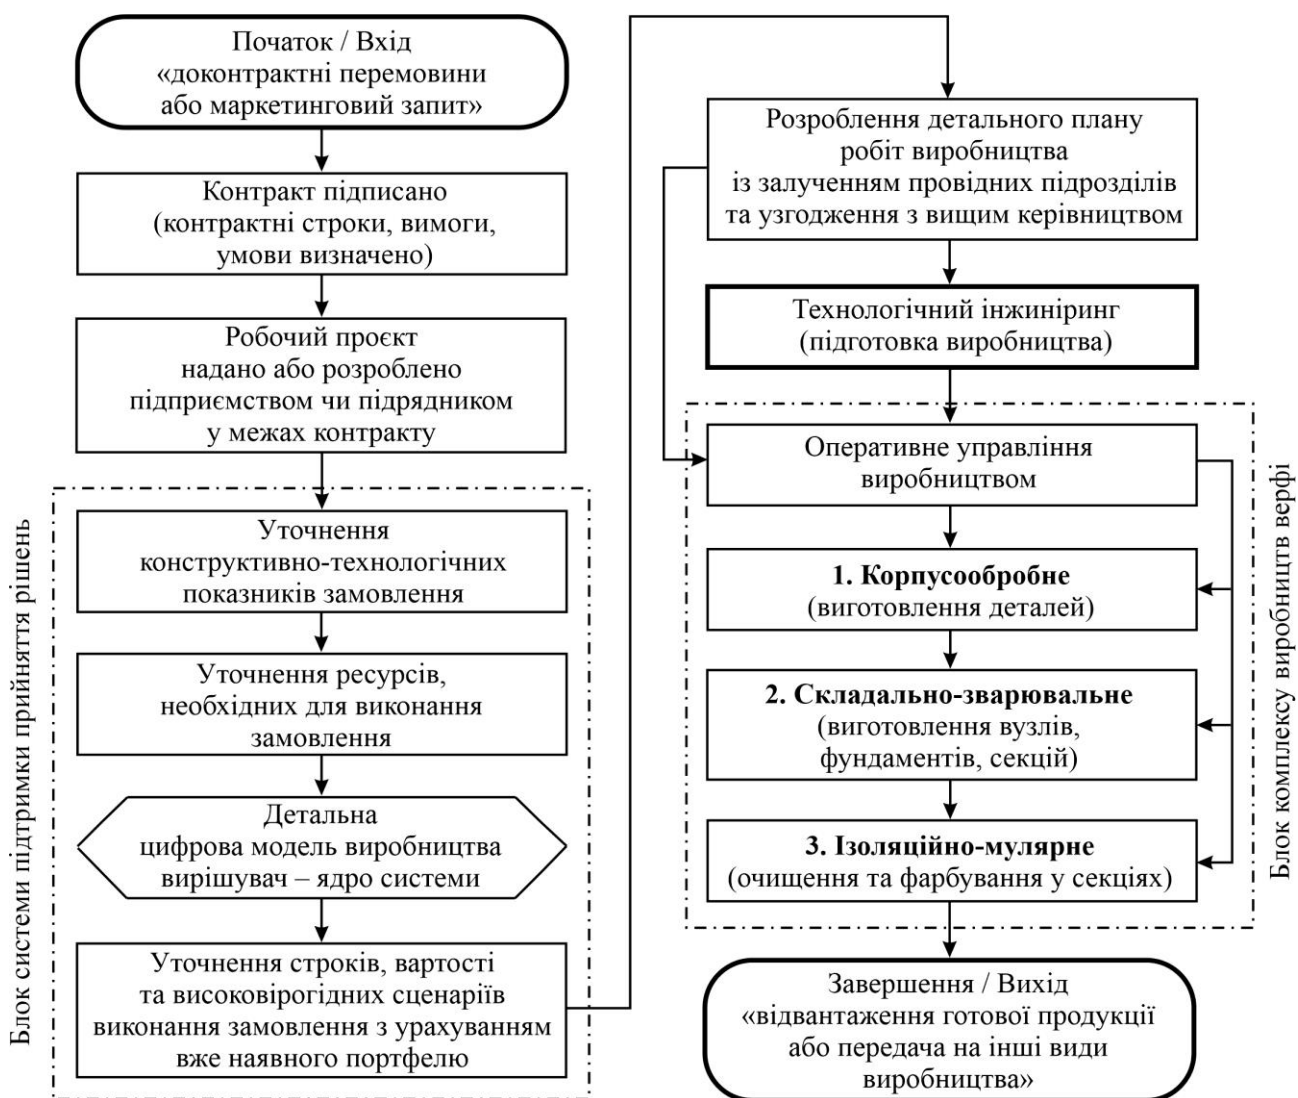 Початок / Вхід
«доконтрактні перемовини
або маркетинговий запит»
Контракт підписано
(контрактні строки, вимоги,
умови визначено)
Робочий проєкт
надано або розроблено
підприємством чи підрядником
у межах контракту
Блок системи підтримки прийняття рішень
Уточнення
конструктивно-технологічних
показників замовлення
Уточнення ресурсів,
необхідних для виконання
замовлення
Детальна
цифрова модель виробництва
вирішувач – ядро системи
Уточнення строків, вартості
та високовірогідних сценаріїв
виконання замовлення з урахуванням
вже наявного портфелю
Розроблення детального плану
робіт виробництва
із залученням провідних підрозділів
та узгодження з вищим керівництвом
Технологічний інжиніринг
(підготовка виробництва)
Оперативне управління
виробництвом
1. Корпусообробне
(виготовлення деталей)
2. Складально-зварювальне
(виготовлення вузлів,
фундаментів, секцій)
3. Ізоляційно-мулярне
(очищення та фарбування у секціях)
Блок комплексу виробництв верфі
Завершення / Вихід
«відвантаження готової продукції
або передача на інші види
виробництва»